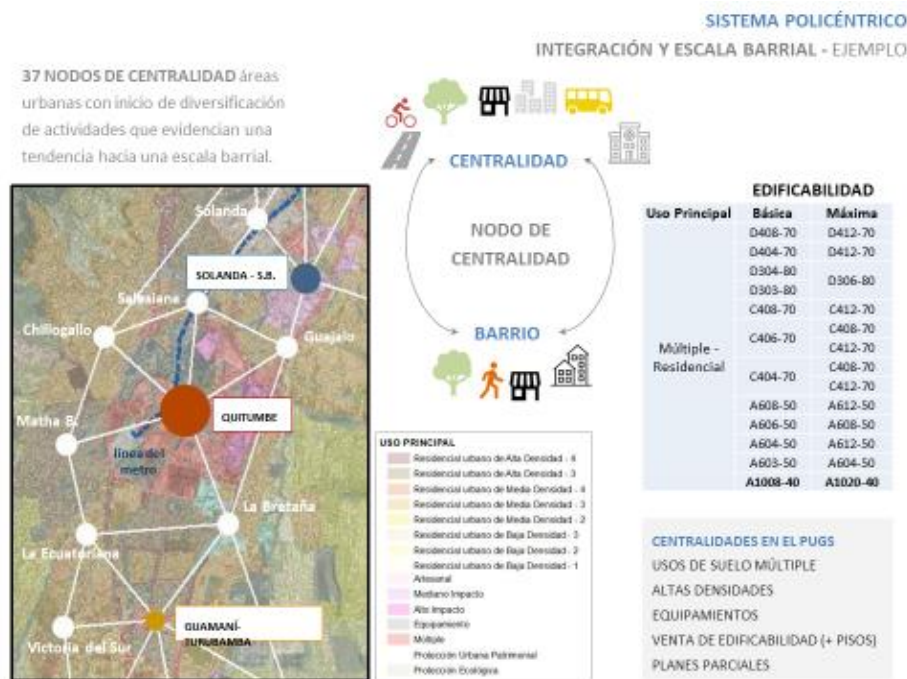 SISTEMA POLICÉNTRICO
INTEGRACIÓN Y ESCALA BARRIAL - EJEMPLO
37 NODOS DE CENTRALIDAD áreas
urbanas con inicio de diversificación
de actividades que evidencian una
tendencia hacia una escala barrial.
Solanda
SOLANDA - S.B.
Salesiana
Chillogallo
Guajalo
QUITUMBE
Matha B.
línea del
metro
La Bretaña
La Ecuatoriana
GUAMANÍ-
TURUBAMBA
Victoria del Sur
CENTRALIDAD
NODO DE
CENTRALIDAD
BARRIO
USO PRINCIPAL
Residencial urbano de Alta Densidad - 4
Residencial urbano de Alta Densidad - 3
Residencial urbano de Media Densidad - 4
Residencial urbano de Media Densidad - 3
Residencial urbano de Media Densidad - 2
Residencial urbano de Baja Densidad - 3
Residencial urbano de Baja Densidad - 2
Residencial urbano de Baja Densidad - 1
Artesanal
Mediano Impacto
Alto Impacto
Equipamiento
Múltiple
Protección Urbana Patrimonial
Protección Ecológica
EDIFICABILIDAD
Uso Principal Básica Máxima
D408-70 D412-70
D404-70 D412-70
D304-80
D306-80
D303-80
C408-70 C412-70
C408-70
C406-70
C412-70
Múltiple -
Residencial
C408-70
C404-70
C412-70
A608-50 A612-50
A606-50 A608-50
A604-50 A612-50
A603-50 A604-50
A1008-40 A1020-40
CENTRALIDADES EN EL PUGS
USOS DE SUELO MÚLTIPLE
ALTAS DENSIDADES
EQUIPAMIENTOS
VENTA DE EDIFICABILIDAD (+ PISOS)
PLANES PARCIALES